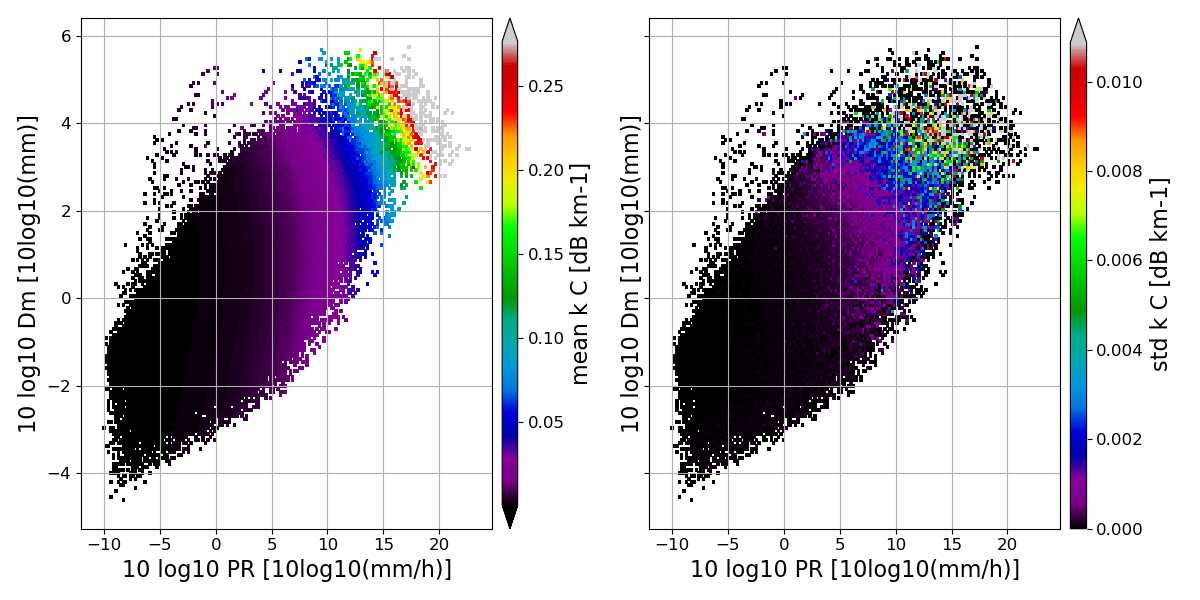 6
4
2
0
−2
−4
10 log10 Dm [10log10(mm)]
−10 −5 0 5 10 15 20
10 log10 PR [10log10(mm/h)]
0.25
0.20
0.15
0.10
0.05
mean k C [dB km-1]
10 log10 Dm [10log10(mm)]
−10 −5 0 5 10 15 20
10 log10 PR [10log10(mm/h)]
0.010
0.008
0.006
0.004
0.002
0.000
std k C [dB km-1]